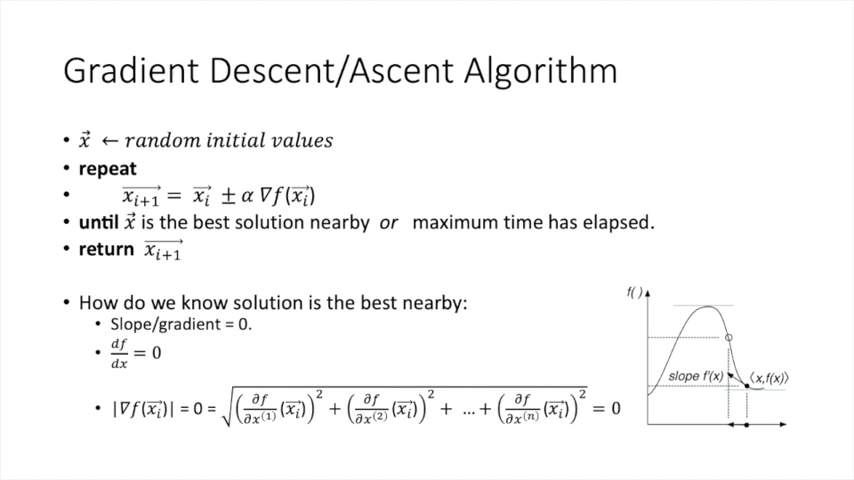 Gradient Descent/Ascent Algorithm
• x⃗ ← random initial values
• repeat
• x⃗ᵢ₊₁ = x⃗ᵢ ± α ∇f(x⃗ᵢ)
• until x⃗ is the best solution nearby or maximum time has elapsed.
• return x⃗ᵢ₊₁
• How do we know solution is the best nearby:
• Slope/gradient = 0.
• df/dx = 0
• |∇f(x⃗ᵢ)| = 0 = √((∂f/∂x⁽¹⁾(x⃗ᵢ))² + (∂f/∂x⁽²⁾(x⃗ᵢ))² + … + (∂f/∂x⁽ⁿ⁾(x⃗ᵢ))²) = 0
f( )
slope f'(x)
⟨x,f(x)⟩